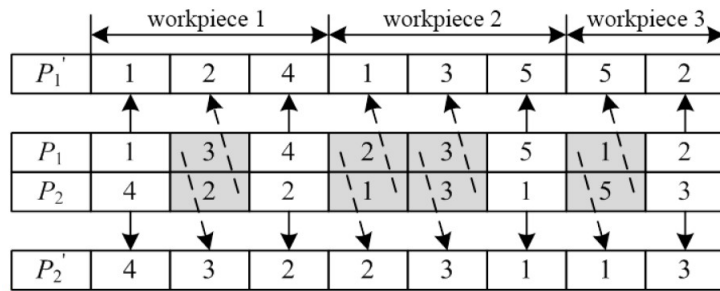 workpiece 1 workpiece 2 workpiece 3
P1' 1 2 4 1 3 5 5 2
P1 1 3 4 2 3 5 1 2
P2 4 2 2 1 3 1 5 3
P2' 4 3 2 2 3 1 1 3